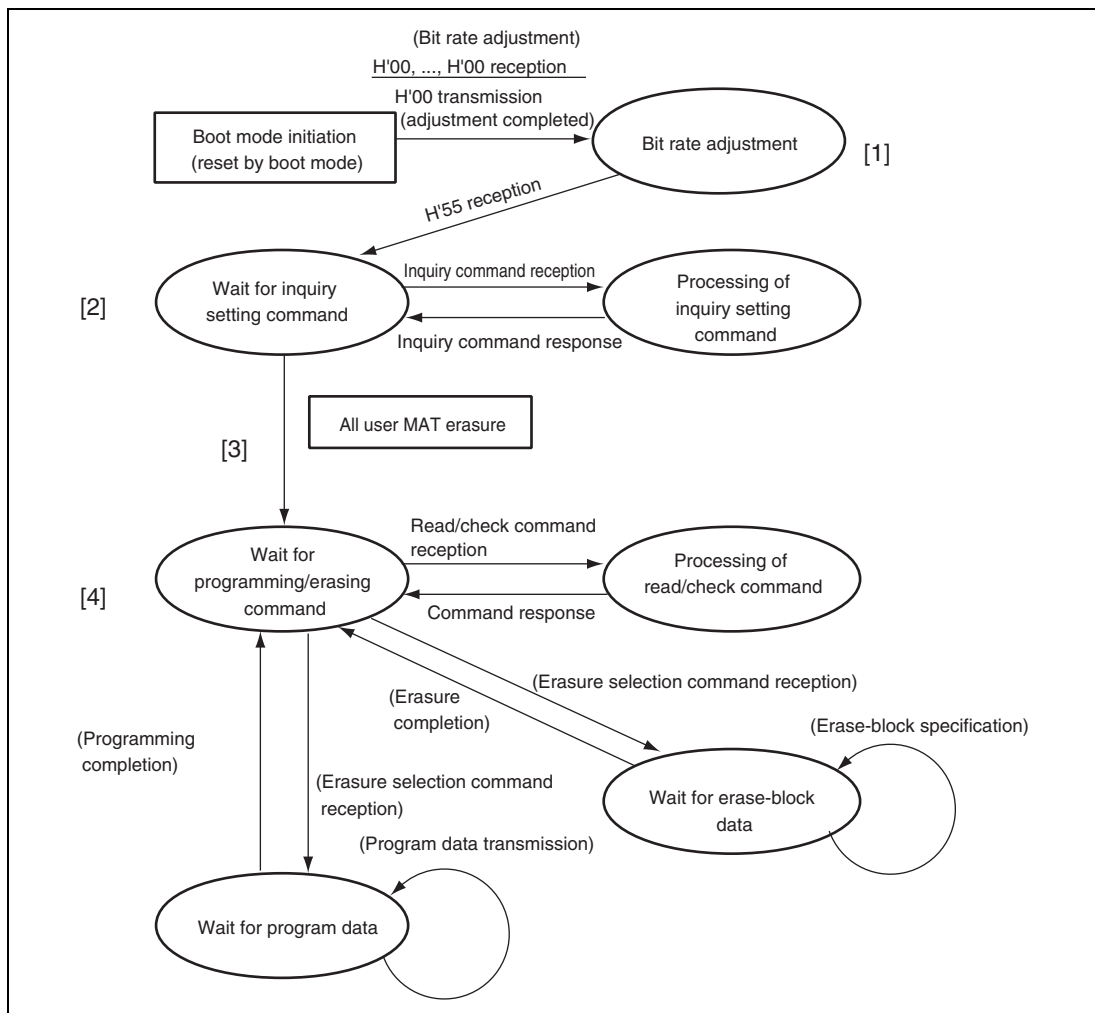 (Bit rate adjustment)
H'00, ..., H'00 reception
H'00 transmission
(adjustment completed)
Boot mode initiation
(reset by boot mode)
Bit rate adjustment
[1]
H'55 reception
[2]
Wait for inquiry
setting command
Inquiry command reception
Inquiry command response
Processing of
inquiry setting
command
All user MAT erasure
[3]
[4]
Wait for
programming/erasing
command
Read/check command
reception
Command response
Processing of
read/check command
(Erasure selection command reception)
(Erasure
completion)
(Erase-block specification)
(Programming
completion)
(Erasure selection command
reception)
Wait for erase-block
data
(Program data transmission)
Wait for program data